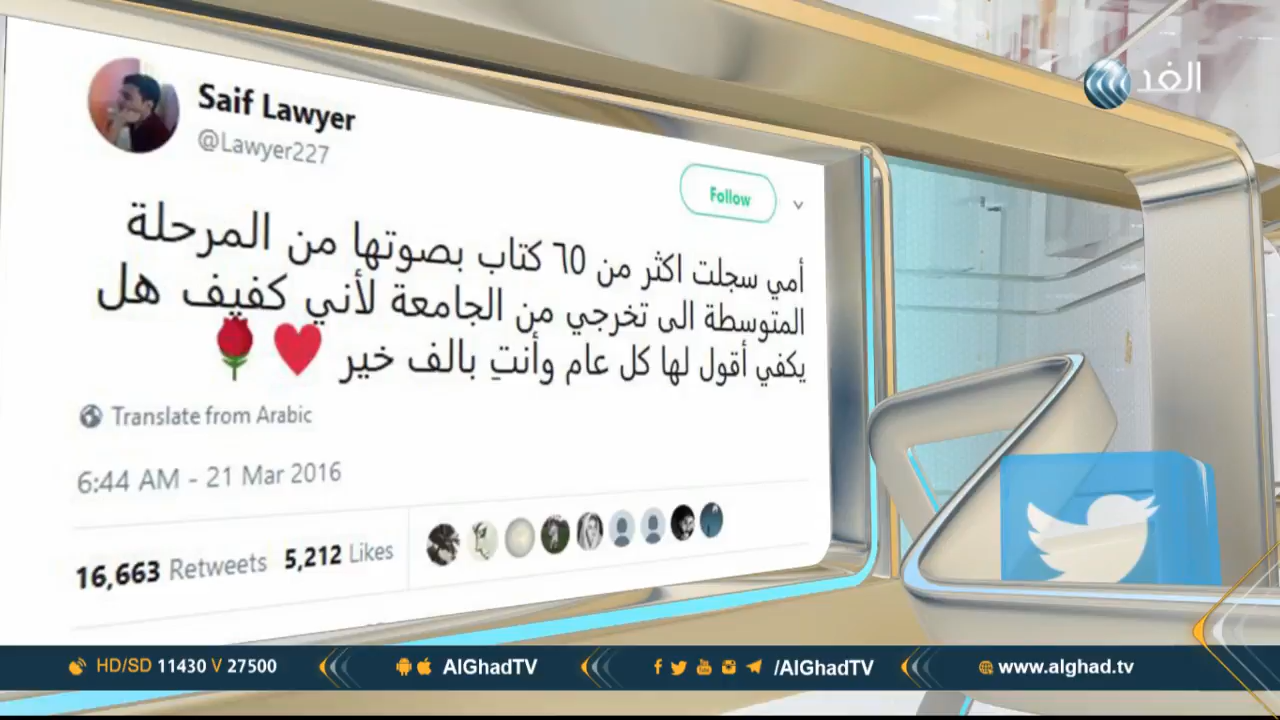 الغد
Saif Lawyer
@Lawyer227
Follow
أمي سجلت اكثر من ٦٠ كتاب بصوتها من المرحلة
المتوسطة الى تخرجي من الجامعة لأني كفيف هل
يكفي أقول لها كل عام وأنتِ بالف خير ♥️🌹
Translate from Arabic
6:44 AM - 21 Mar 2016
16,663 Retweets 5,212 Likes
HD/SD 11430 V 27500
AlGhadTV
/AlGhadTV
www.alghad.tv